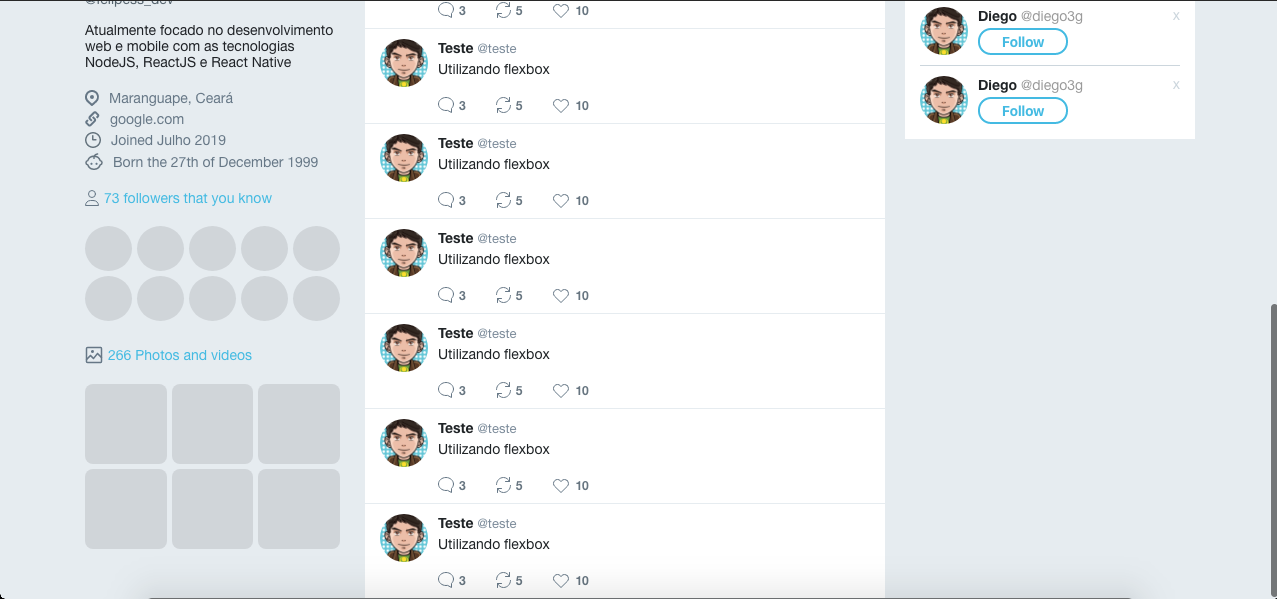 @felipess_dev
Atualmente focado no desenvolvimento
web e mobile com as tecnologias
NodeJS, ReactJS e React Native
Maranguape, Ceará
google.com
Joined Julho 2019
Born the 27th of December 1999
73 followers that you know
266 Photos and videos
3 5 10
Teste @teste
Utilizando flexbox
3 5 10
Teste @teste
Utilizando flexbox
3 5 10
Teste @teste
Utilizando flexbox
3 5 10
Teste @teste
Utilizando flexbox
3 5 10
Teste @teste
Utilizando flexbox
3 5 10
Teste @teste
Utilizando flexbox
3 5 10
Diego @diego3g x
Follow
Diego @diego3g x
Follow